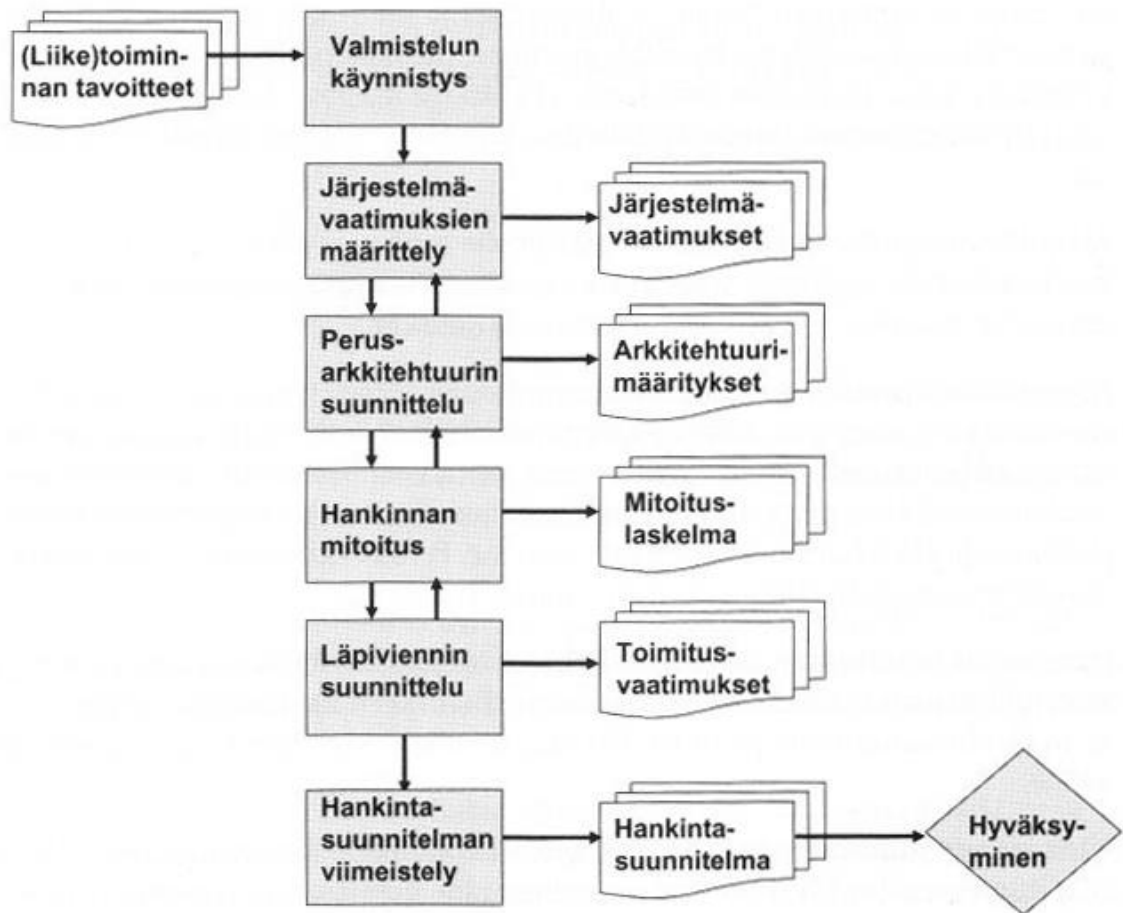 (Liike)toimin-
nan tavoitteet
Valmistelun
käynnistys
Järjestelmä-
vaatimuksien
määrittely
Järjestelmä-
vaatimukset
Perus-
arkkitehtuurin
suunnittelu
Arkkitehtuuri-
määritykset
Hankinnan
mitoitus
Mitoitus-
laskelma
Läpiviennin
suunnittelu
Toimitus-
vaatimukset
Hankinta-
suunnitelman
viimeistely
Hankinta-
suunnitelma
Hyväksy-
minen